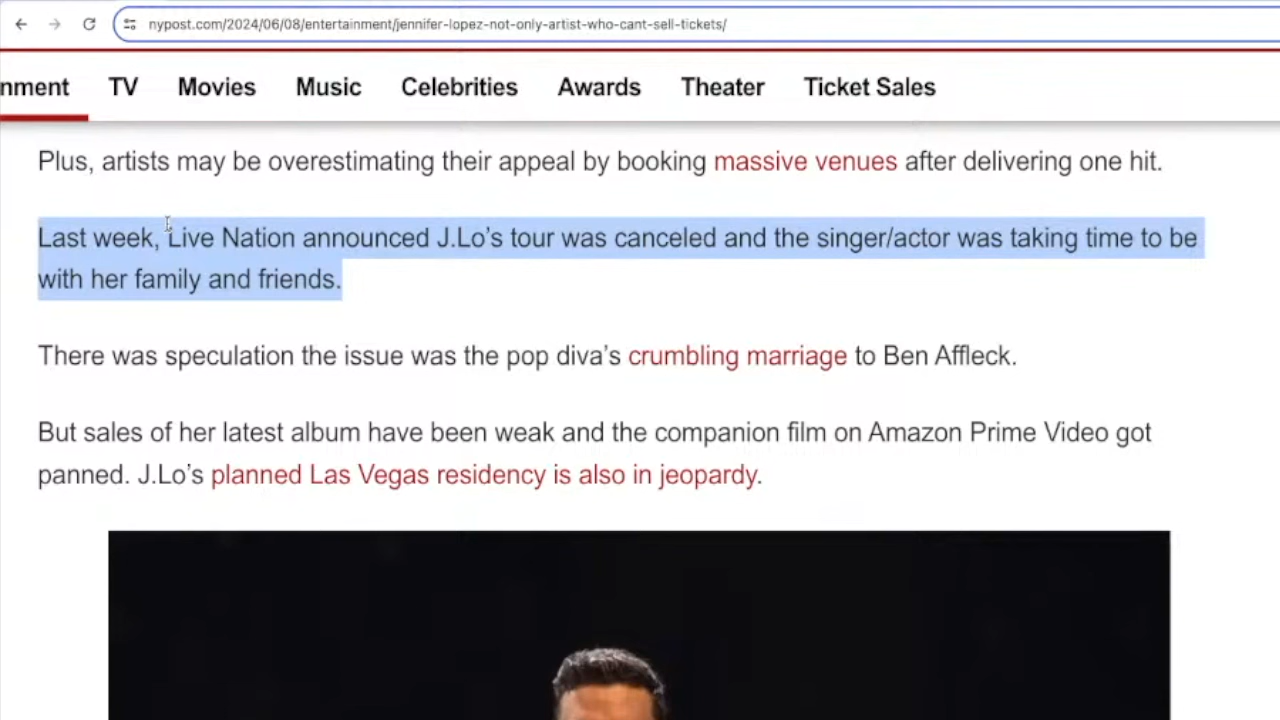 nypost.com/2024/06/08/entertainment/jennifer-lopez-not-only-artist-who-cant-sell-tickets/
nment TV Movies Music Celebrities Awards Theater Ticket Sales
Plus, artists may be overestimating their appeal by booking massive venues after delivering one hit.
Last week, Live Nation announced J.Lo’s tour was canceled and the singer/actor was taking time to be
with her family and friends.
There was speculation the issue was the pop diva’s crumbling marriage to Ben Affleck.
But sales of her latest album have been weak and the companion film on Amazon Prime Video got
panned. J.Lo’s planned Las Vegas residency is also in jeopardy.